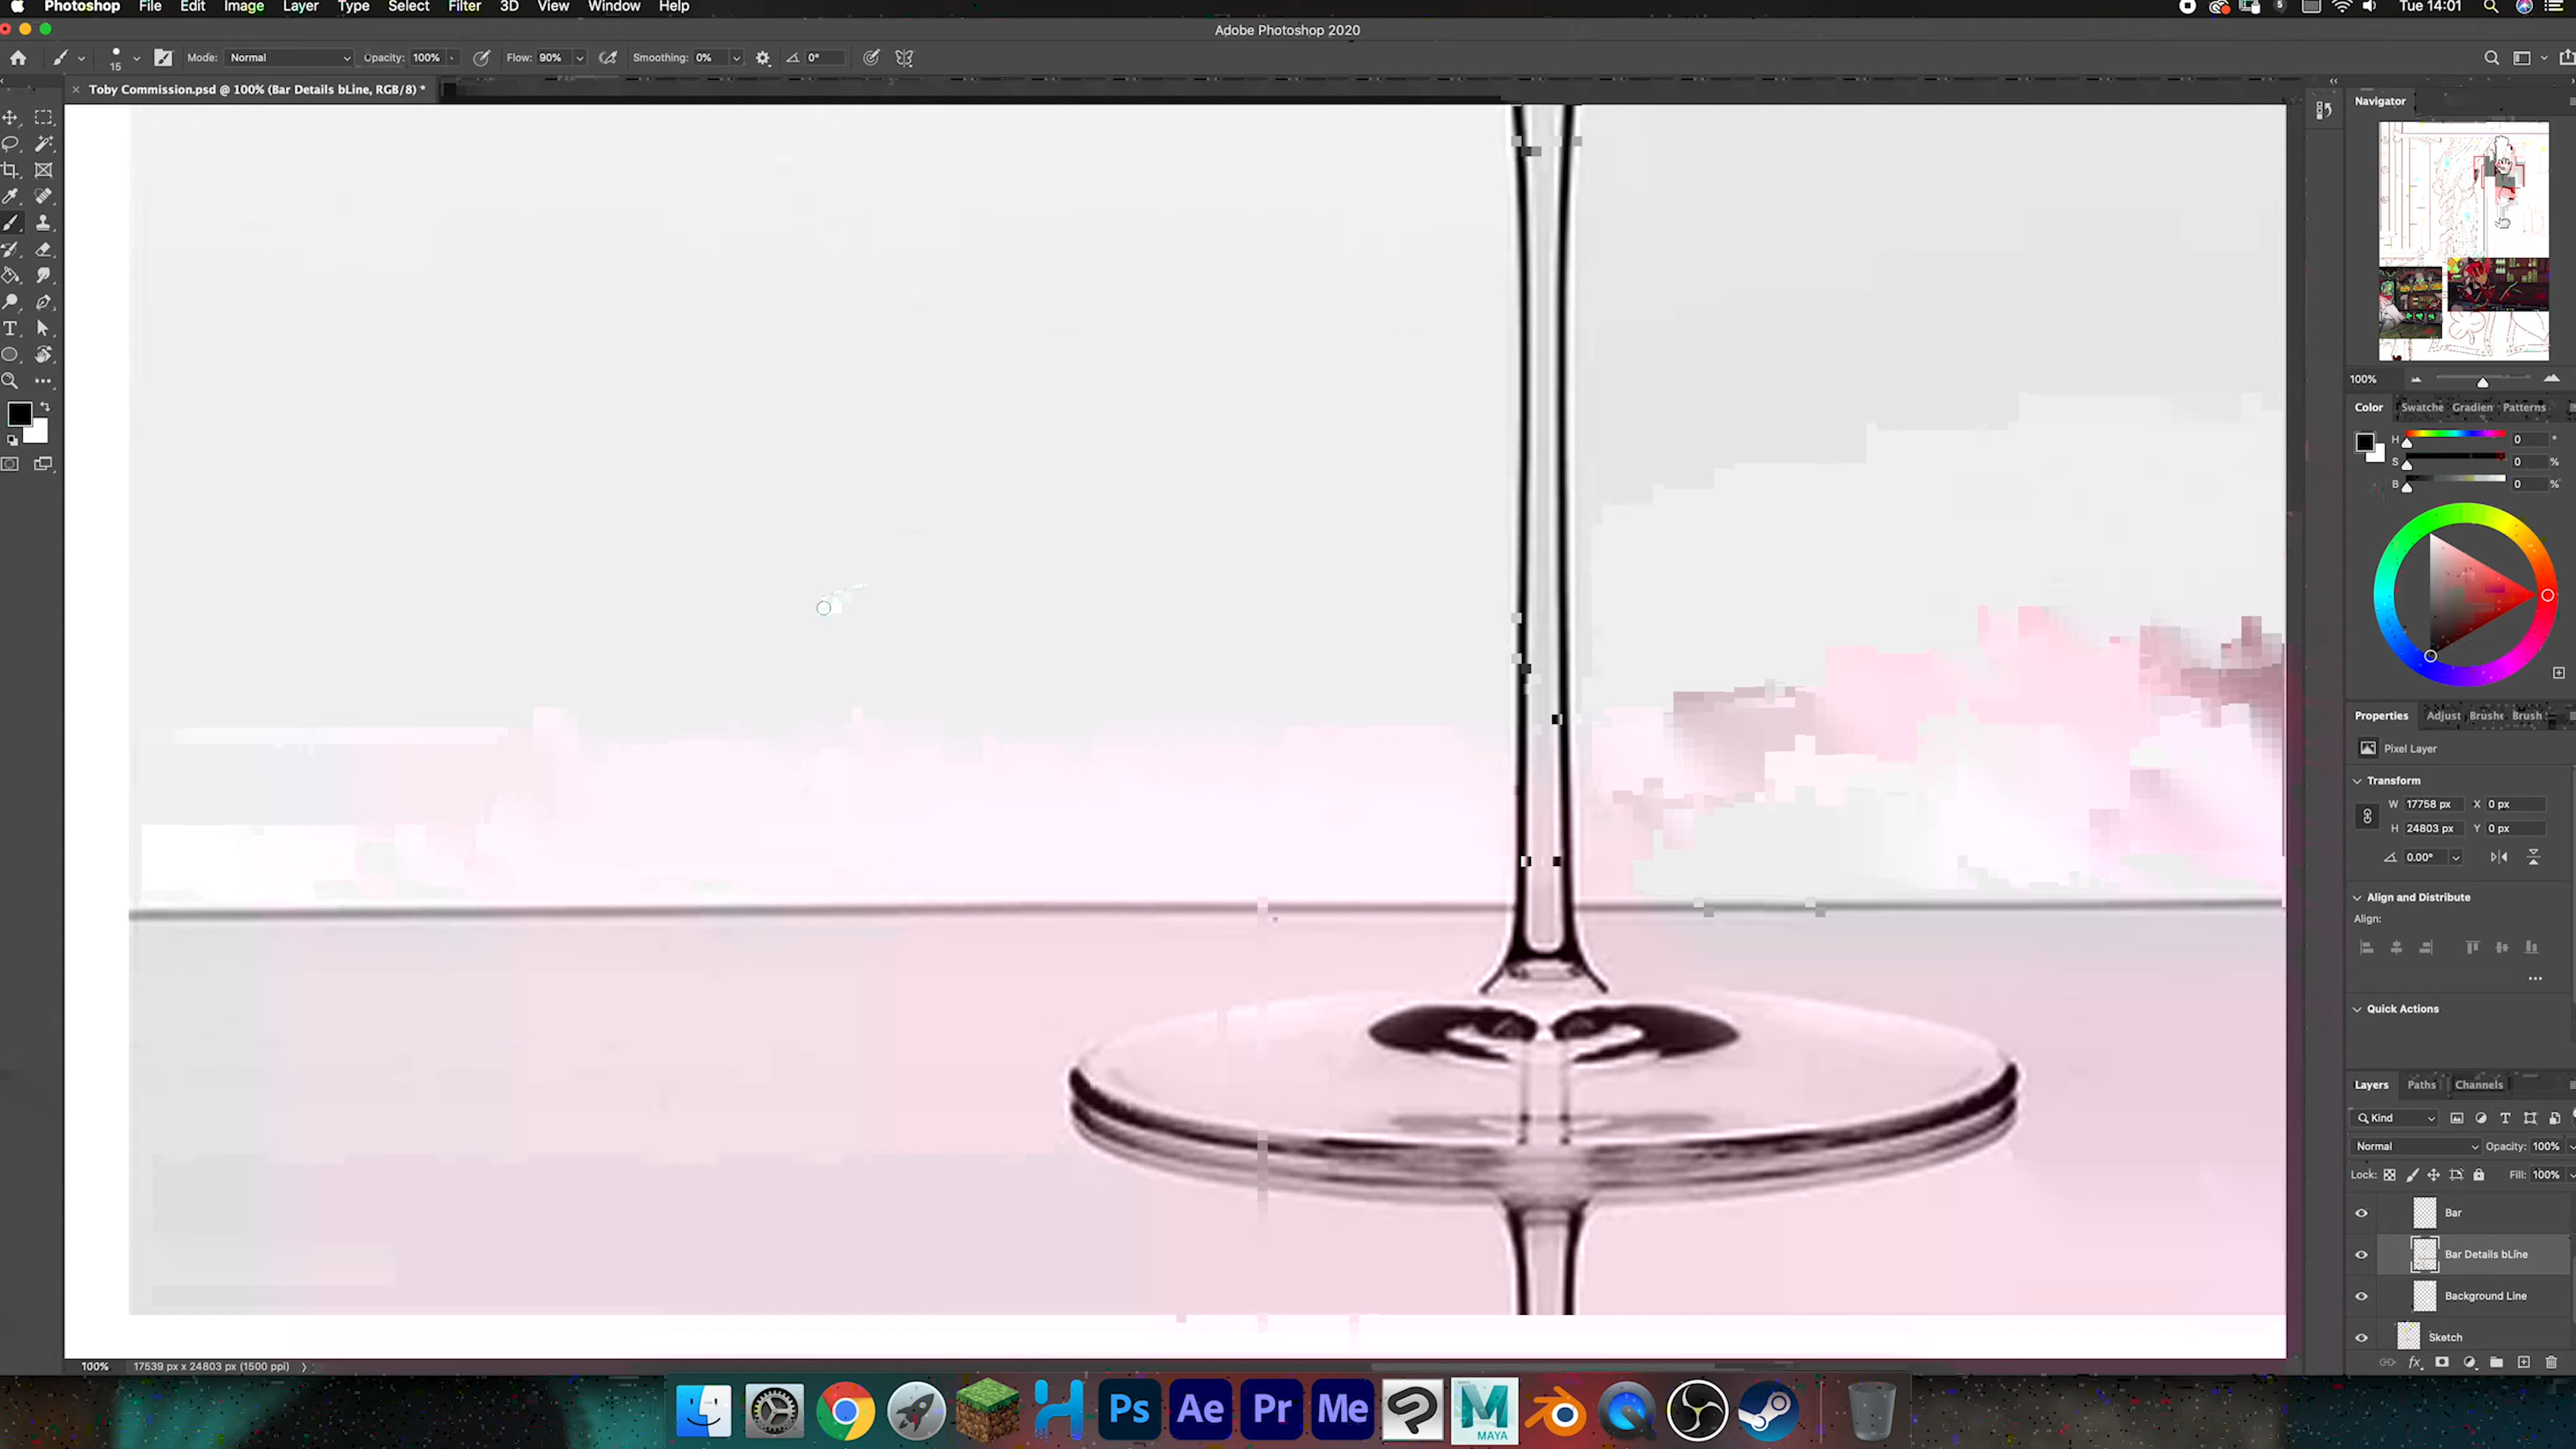 Photoshop File Edit Image Layer Type Select Filter 3D View Window Help
Tue 14:01
Adobe Photoshop 2020
15 Mode: Normal Opacity: 100% Flow: 90% Smoothing: 0% 0°
× Toby Commission.psd @ 100% (Bar Details bLine, RGB/8) *
Navigator
100%
Color Swatche Gradien Patterns
H 0 °
S 0 %
B 0 %
Properties Adjust Brushe Brush
Pixel Layer
Transform
W 17758 px X 0 px
H 24803 px Y 0 px
0.00°
Align and Distribute
Align:
Quick Actions
Layers Paths Channels
Kind
Normal Opacity: 100%
Lock: Fill: 100%
Bar
Bar Details bLine
Background Line
Sketch
100% 17539 px x 24803 px (1500 ppi)
Ps Ae Pr Me
MAYA